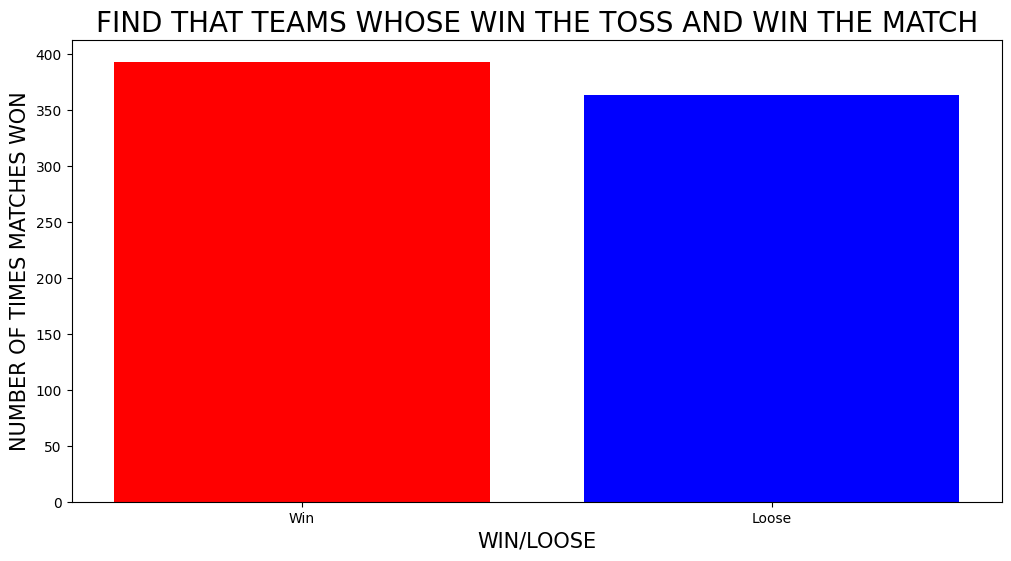 FIND THAT TEAMS WHOSE WIN THE TOSS AND WIN THE MATCH
NUMBER OF TIMES MATCHES WON
400
350
300
250
200
150
100
50
0
Win
Loose
WIN/LOOSE